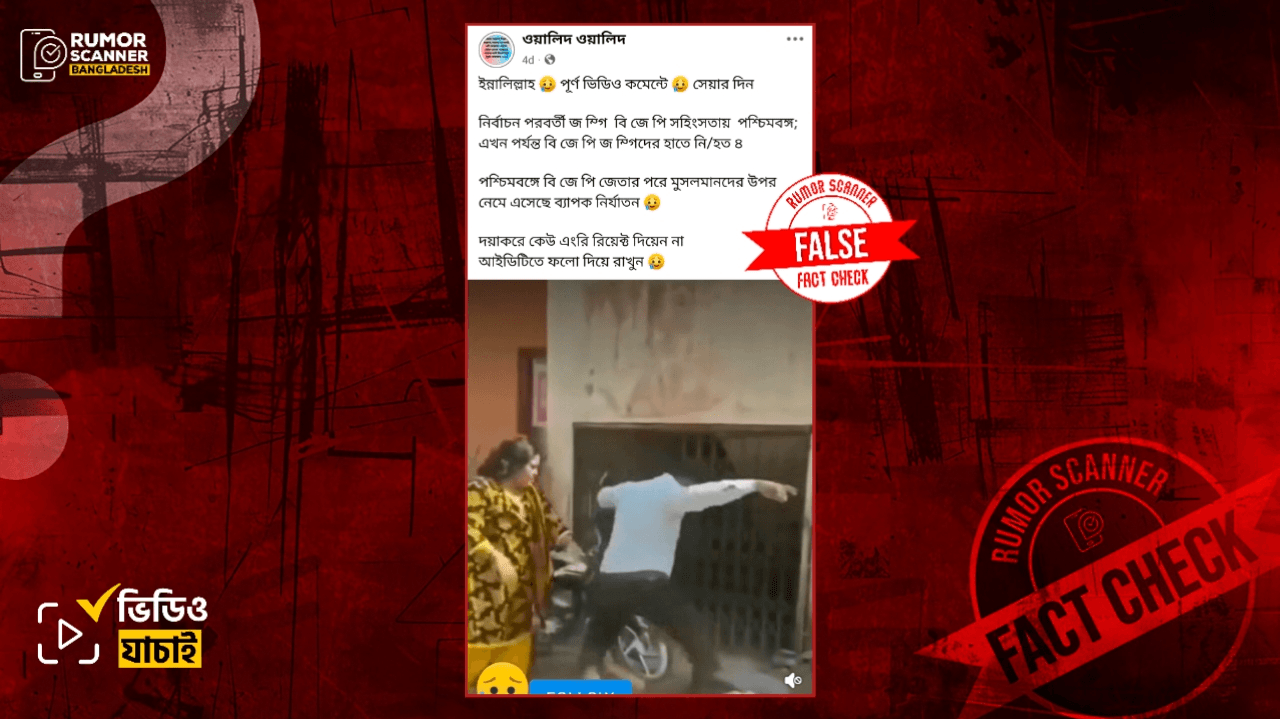 RUMOR
SCANNER
BANGLADESH
ওয়ালিদ ওয়ালিদ
4d
ইন্নালিল্লাহ 😢 পূর্ণ ভিডিও কমেন্টে 😢 সেয়ার দিন
নির্বাচন পরবর্তী জ ঙ্গি বি জে পি সহিংসতায় পশ্চিমবঙ্গ;
এখন পর্যন্ত বি জে পি জ ঙ্গিদের হাতে নি/হত ৪
পশ্চিমবঙ্গে বি জে পি জেতার পরে মুসলমানদের উপর
নেমে এসেছে ব্যাপক নির্যাতন 😢
দয়াকরে কেউ এংরি রিয়েক্ট দিয়েন না
আইডিটিতে ফলো দিয়ে রাখুন 😢
RUMOR SCANNER
FALSE
FACT CHECK
FOLLOW
ভিডিও
যাচাই
RUMOR SCANNER
FACT CHECK